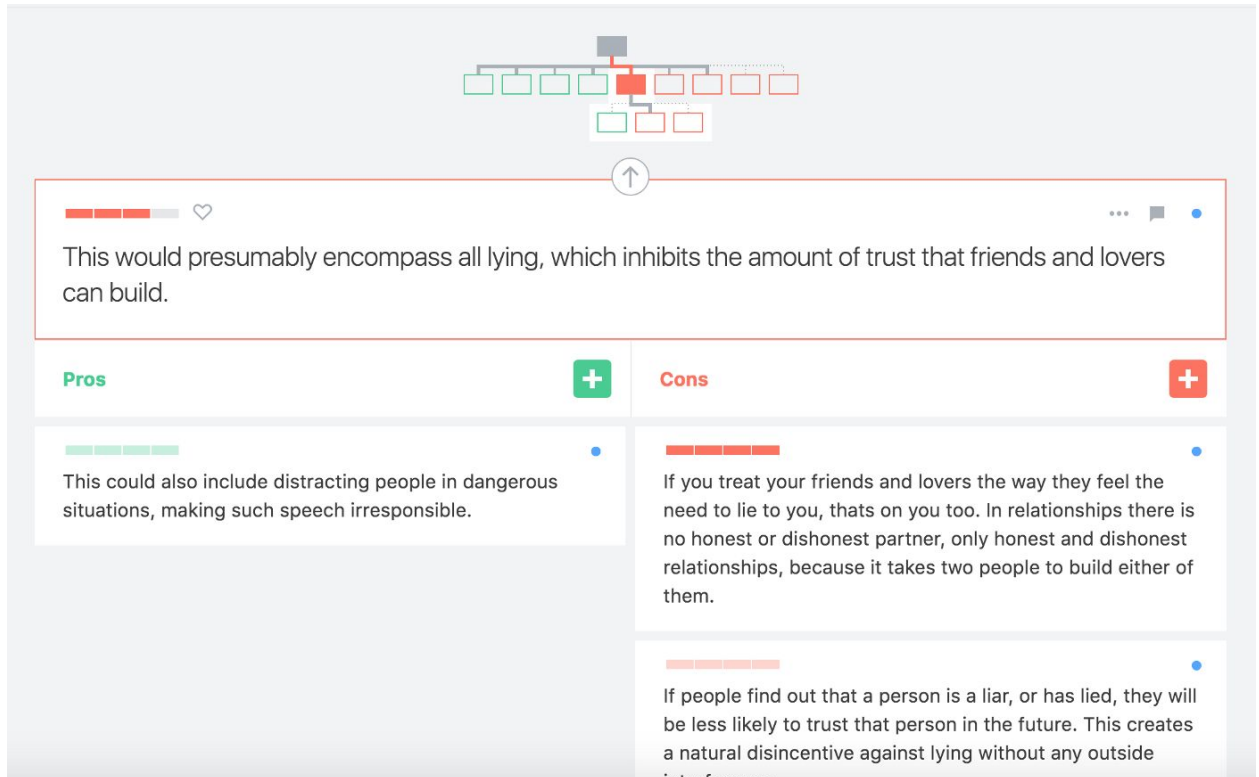 This would presumably encompass all lying, which inhibits the amount of trust that friends and lovers
can build.
Pros
Cons
This could also include distracting people in dangerous
situations, making such speech irresponsible.
If you treat your friends and lovers the way they feel the
need to lie to you, thats on you too. In relationships there is
no honest or dishonest partner, only honest and dishonest
relationships, because it takes two people to build either of
them.
If people find out that a person is a liar, or has lied, they will
be less likely to trust that person in the future. This creates
a natural disincentive against lying without any outside